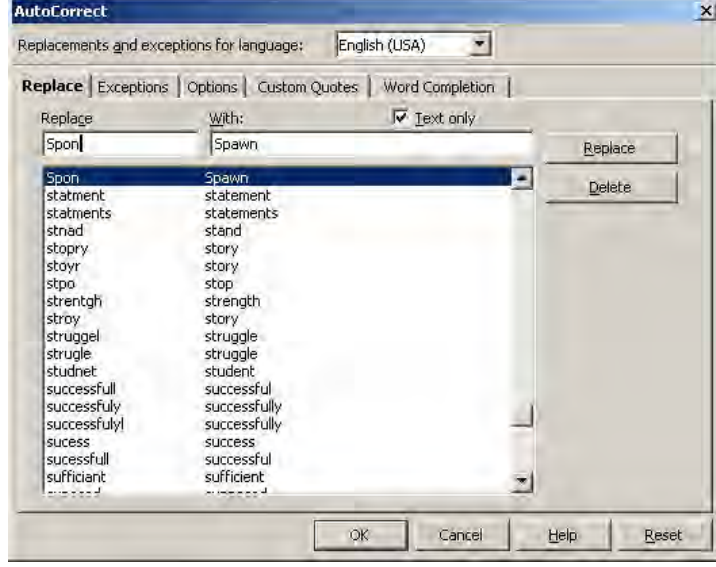 AutoCorrect
Replacements and exceptions for language: English (USA)
Replace Exceptions Options Custom Quotes Word Completion
Replace With: Text only
Spon Spawn Replace
Spon Spawn
Delete
statment statement
statments statements
stnad stand
stopry story
stoyr story
stpo stop
strentgh strength
stroy story
struggel struggle
strugle struggle
studnet student
successfull successful
successfuly successfully
successfulyl successfully
sucess success
sucessfull successful
sufficiant sufficient
OK Cancel Help Reset